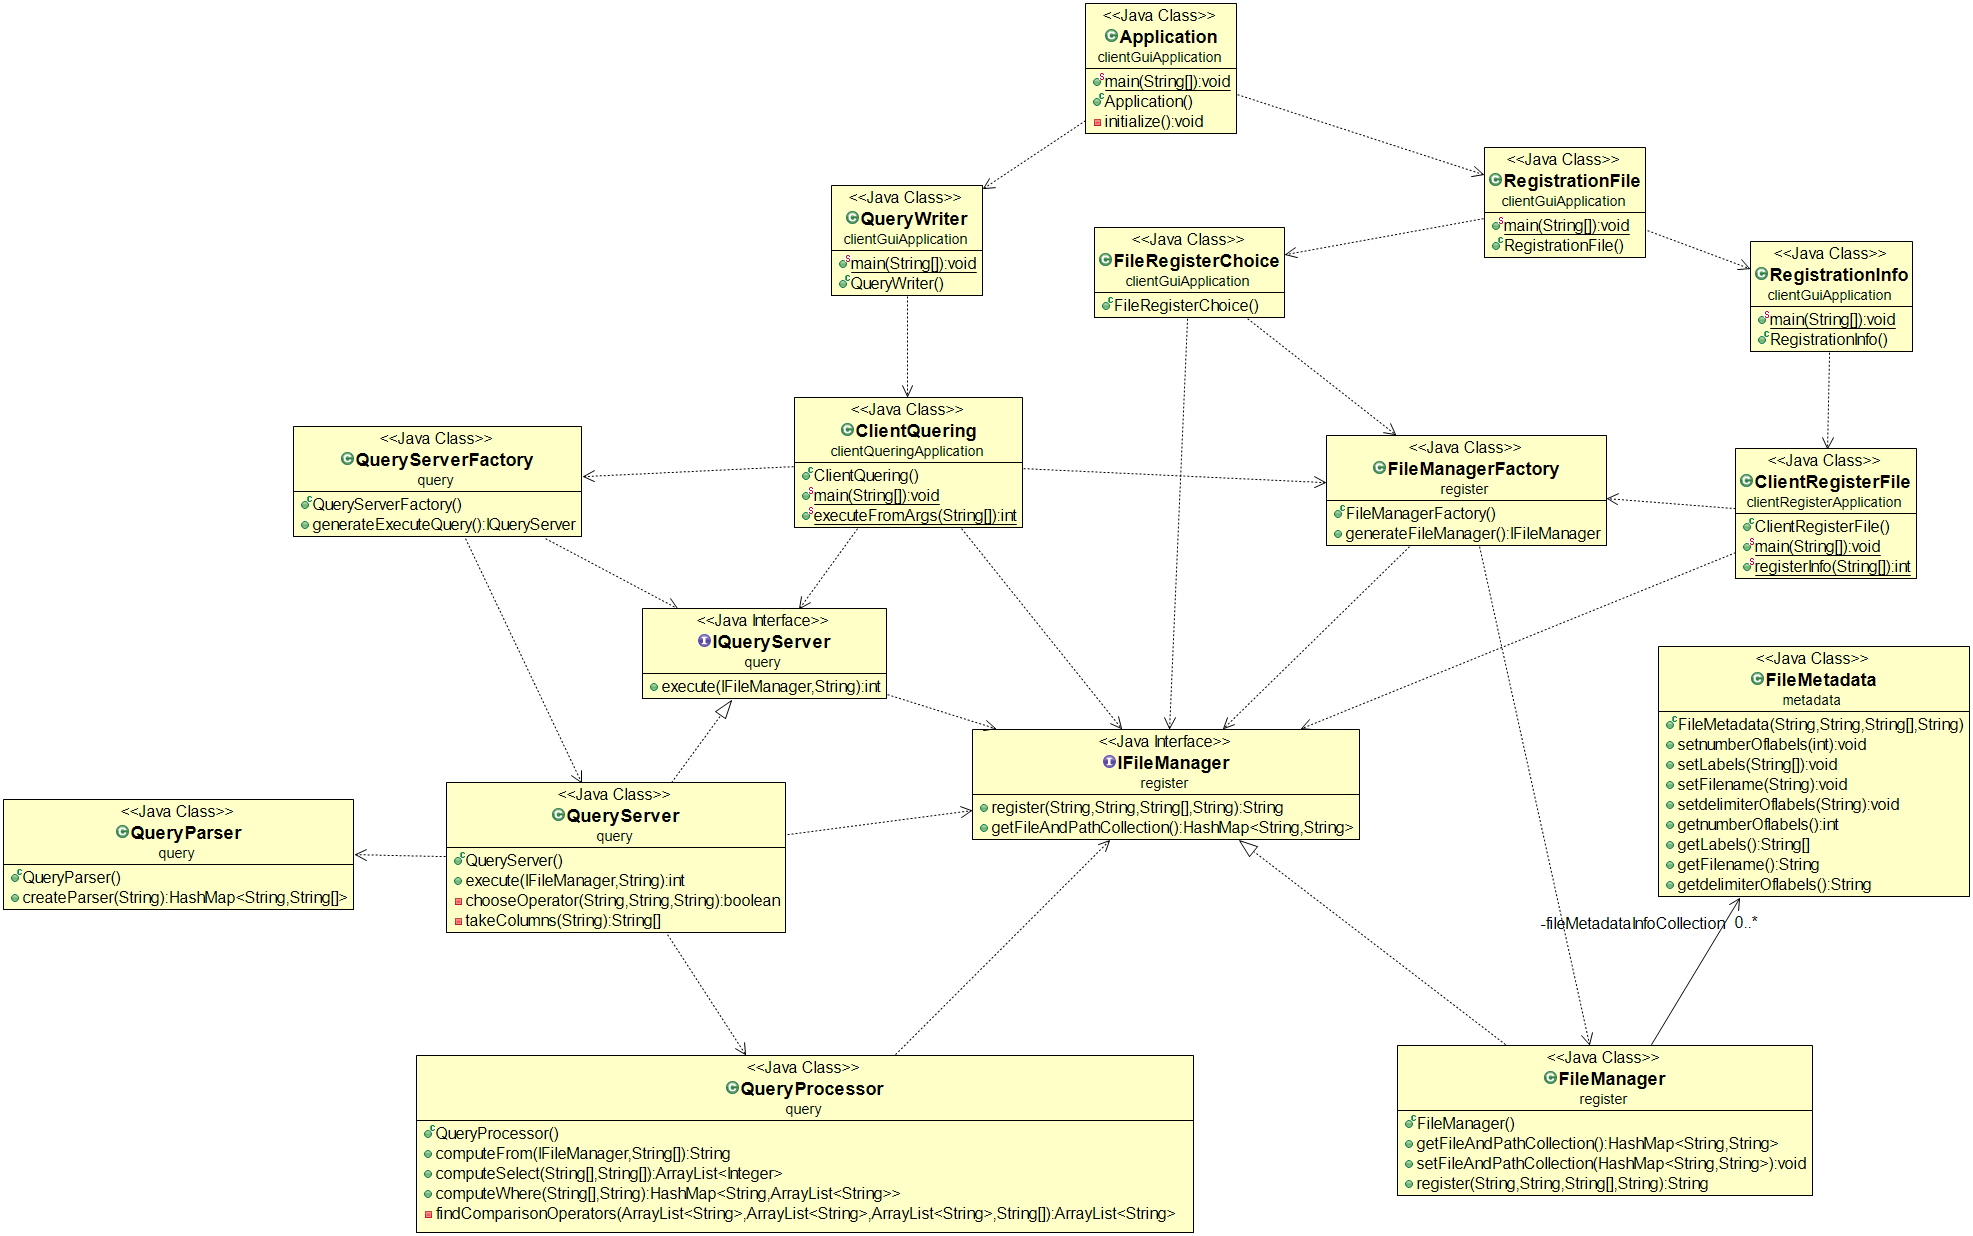 <<Java Class>>
Application
clientGuiApplication
main(String[]):void
Application()
initialize():void
<<Java Class>>
RegistrationFile
clientGuiApplication
main(String[]):void
RegistrationFile()
<<Java Class>>
QueryWriter
clientGuiApplication
main(String[]):void
QueryWriter()
<<Java Class>>
FileRegisterChoice
clientGuiApplication
FileRegisterChoice()
<<Java Class>>
RegistrationInfo
clientGuiApplication
main(String[]):void
RegistrationInfo()
<<Java Class>>
ClientQuering
clientQueringApplication
ClientQuering()
main(String[]):void
executeFromArgs(String[]):int
<<Java Class>>
QueryServerFactory
query
QueryServerFactory()
generateExecuteQuery():IQueryServer
<<Java Class>>
FileManagerFactory
register
FileManagerFactory()
generateFileManager():IFileManager
<<Java Class>>
ClientRegisterFile
clientRegisterApplication
ClientRegisterFile()
main(String[]):void
registerInfo(String[]):int
<<Java Interface>>
IQueryServer
query
execute(IFileManager,String):int
<<Java Class>>
FileMetadata
metadata
FileMetadata(String,String,String[],String)
setnumberOflabels(int):void
setLabels(String[]):void
setFilename(String):void
setdelimiterOflabels(String):void
getnumberOflabels():int
getLabels():String[]
getFilename():String
getdelimiterOflabels():String
<<Java Interface>>
IFileManager
register
register(String,String,String[],String):String
getFileAndPathCollection():HashMap<String,String>
<<Java Class>>
QueryServer
query
QueryServer()
execute(IFileManager,String):int
chooseOperator(String,String,String):boolean
takeColumns(String):String[]
<<Java Class>>
QueryParser
query
QueryParser()
createParser(String):HashMap<String,String[]>
-fileMetadataInfoCollection 0..*
<<Java Class>>
QueryProcessor
query
QueryProcessor()
computeFrom(IFileManager,String[]):String
computeSelect(String[],String[]):ArrayList<Integer>
computeWhere(String[],String):HashMap<String,ArrayList<String>>
findComparisonOperators(ArrayList<String>,ArrayList<String>,ArrayList<String>,String[]):ArrayList<String>
<<Java Class>>
FileManager
register
FileManager()
getFileAndPathCollection():HashMap<String,String>
setFileAndPathCollection(HashMap<String,String>):void
register(String,String,String[],String):String